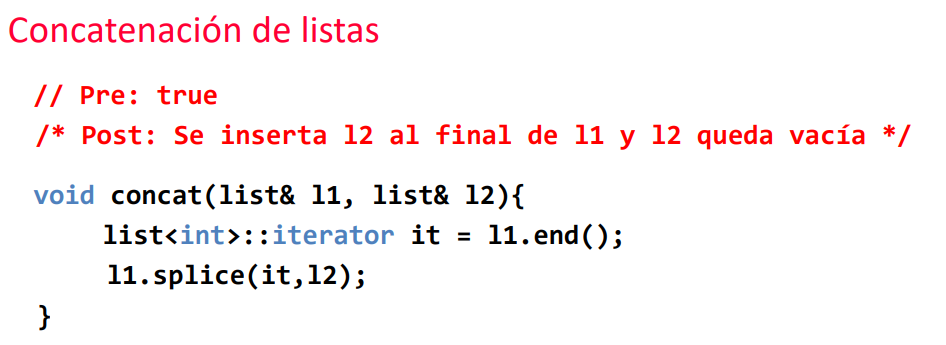 Concatenación de listas
// Pre: true
/* Post: Se inserta l2 al final de l1 y l2 queda vacía */
void concat(list& l1, list& l2){
list<int>::iterator it = l1.end();
l1.splice(it,l2);
}